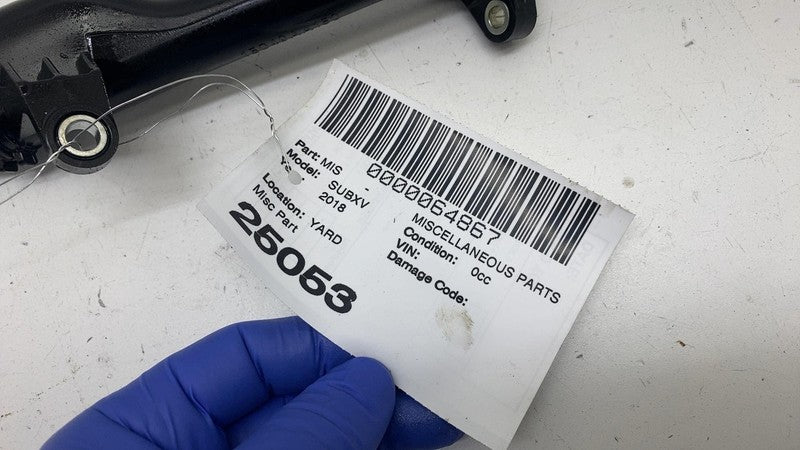 0000064867
Part: MIS - MISCELLANEOUS PARTS
Model: SUBXV Condition: 0cc
2018 VIN:
Location: YARD Damage Code:
Misc Part
25053